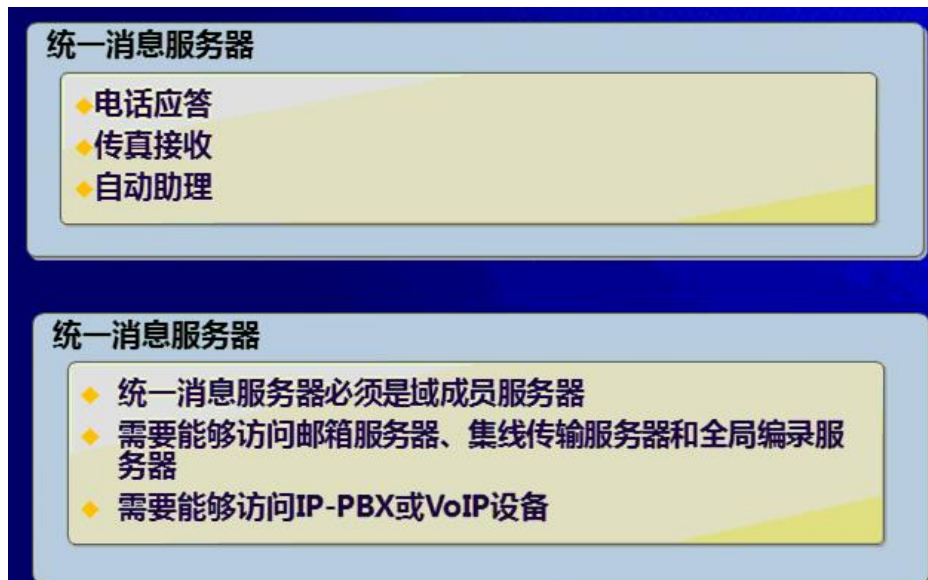 统一消息服务器
◆电话应答
◆传真接收
◆自动助理
统一消息服务器
◆ 统一消息服务器必须是域成员服务器
◆ 需要能够访问邮箱服务器、集线传输服务器和全局编录服
务器
◆ 需要能够访问IP-PBX或VoIP设备